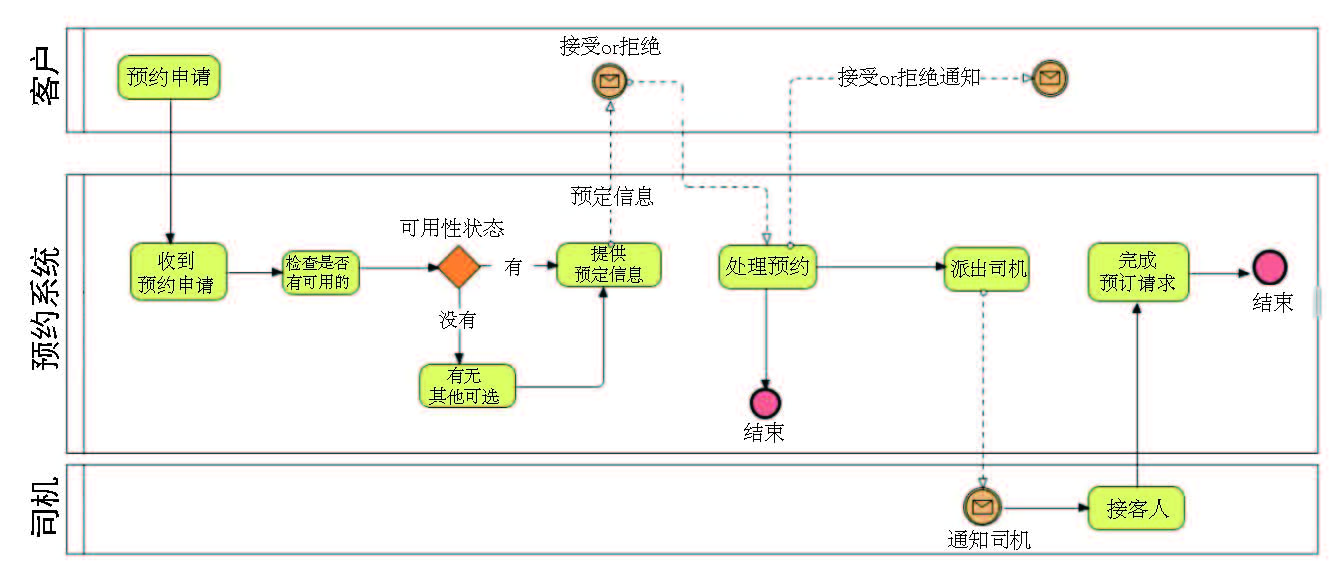 客户
预约申请
接受or拒绝
接受or拒绝通知
预约系统
预定信息
可用性状态
收到
预约申请
检查是否
有可用的
有
提供
预定信息
处理预约
派出司机
完成
预订请求
结束
没有
有无
其他可选
结束
司机
接客人
通知司机